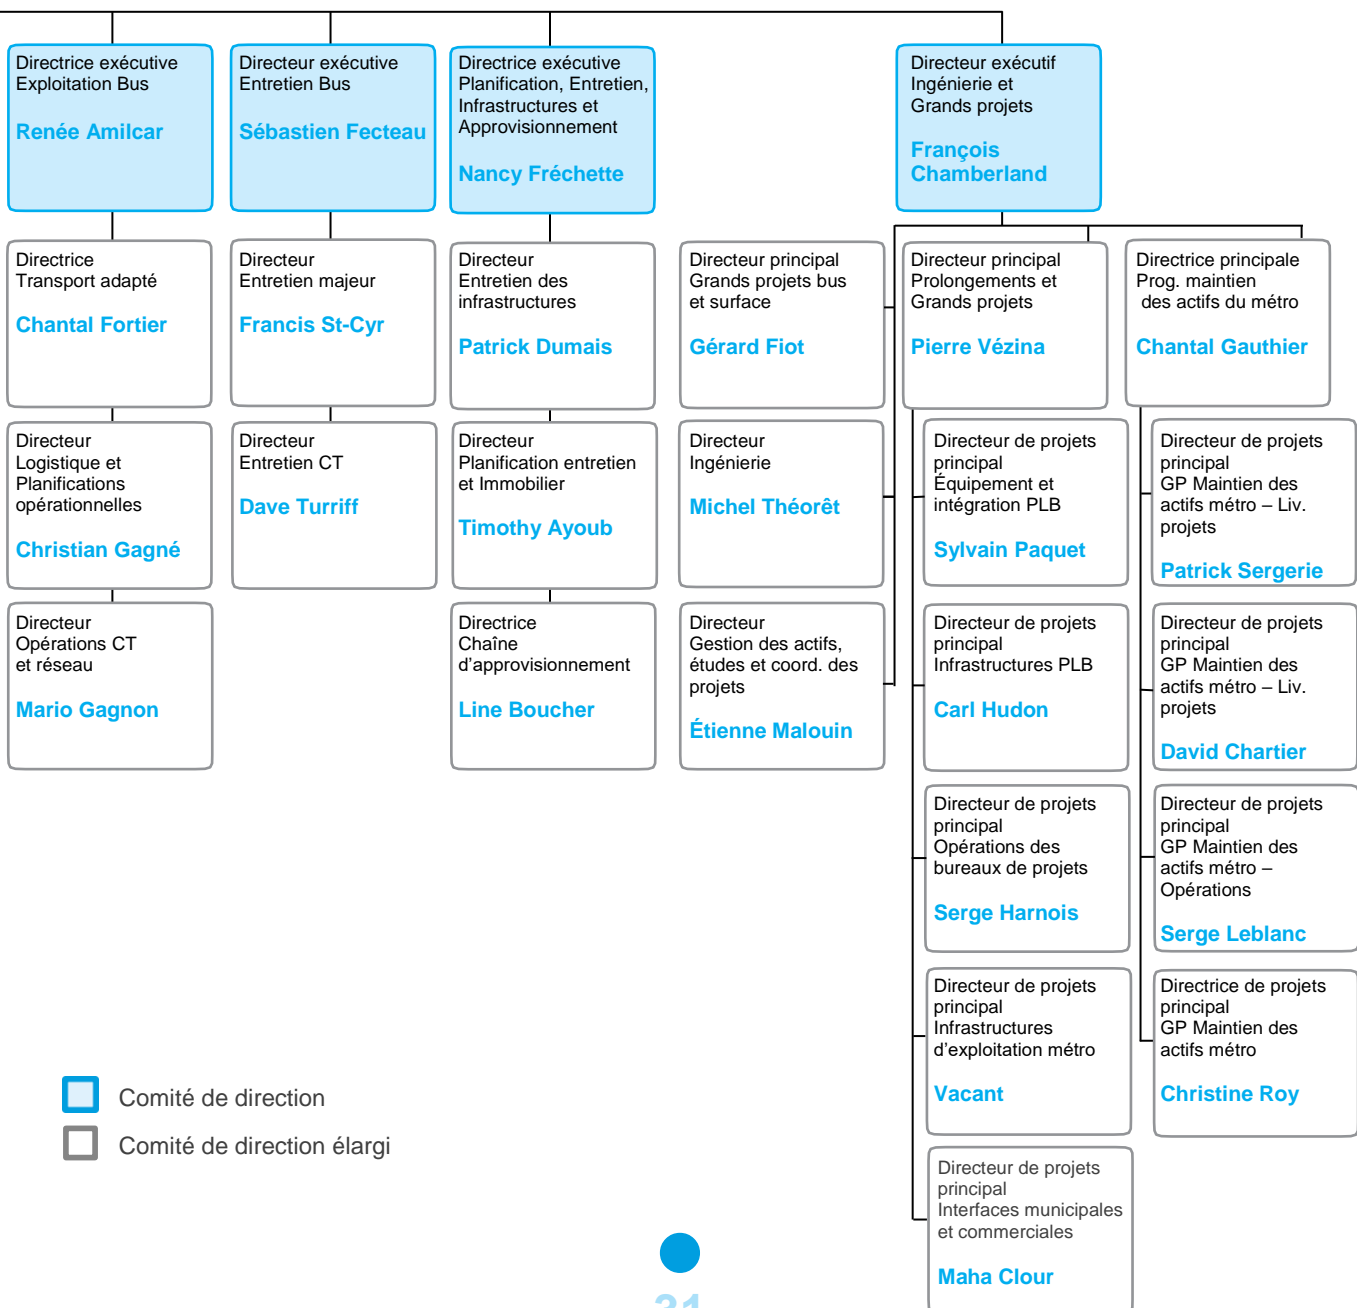 Directrice exécutive
Exploitation Bus
Renée Amilcar
Directeur exécutive
Entretien Bus
Sébastien Fecteau
Directrice exécutive
Planification, Entretien,
Infrastructures et
Approvisionnement
Nancy Fréchette
Directeur exécutif
Ingénierie et
Grands projets
François
Chamberland
Directrice
Transport adapté
Chantal Fortier
Directeur
Entretien majeur
Francis St-Cyr
Directeur
Entretien des
infrastructures
Patrick Dumais
Directeur principal
Grands projets bus
et surface
Gérard Fiot
Directeur principal
Prolongements et
Grands projets
Pierre Vézina
Directrice principale
Prog. maintien
des actifs du métro
Chantal Gauthier
Directeur
Logistique et
Planifications
opérationnelles
Christian Gagné
Directeur
Entretien CT
Dave Turriff
Directeur
Planification entretien
et Immobilier
Timothy Ayoub
Directeur
Ingénierie
Michel Théorêt
Directeur de projets
principal
Équipement et
intégration PLB
Sylvain Paquet
Directeur de projets
principal
GP Maintien des
actifs métro – Liv.
projets
Patrick Sergerie
Directeur
Opérations CT
et réseau
Mario Gagnon
Directrice
Chaîne
d'approvisionnement
Line Boucher
Directeur
Gestion des actifs,
études et coord. des
projets
Étienne Malouin
Directeur de projets
principal
Infrastructures PLB
Carl Hudon
Directeur de projets
principal
GP Maintien des
actifs métro – Liv.
projets
David Chartier
Directeur de projets
principal
Opérations des
bureaux de projets
Serge Harnois
Directeur de projets
principal
GP Maintien des
actifs métro –
Opérations
Serge Leblanc
Directeur de projets
principal
Infrastructures
d'exploitation métro
Vacant
Directrice de projets
principal
GP Maintien des
actifs métro
Christine Roy
Directeur de projets
principal
Interfaces municipales
et commerciales
Maha Clour
Comité de direction
Comité de direction élargi
31